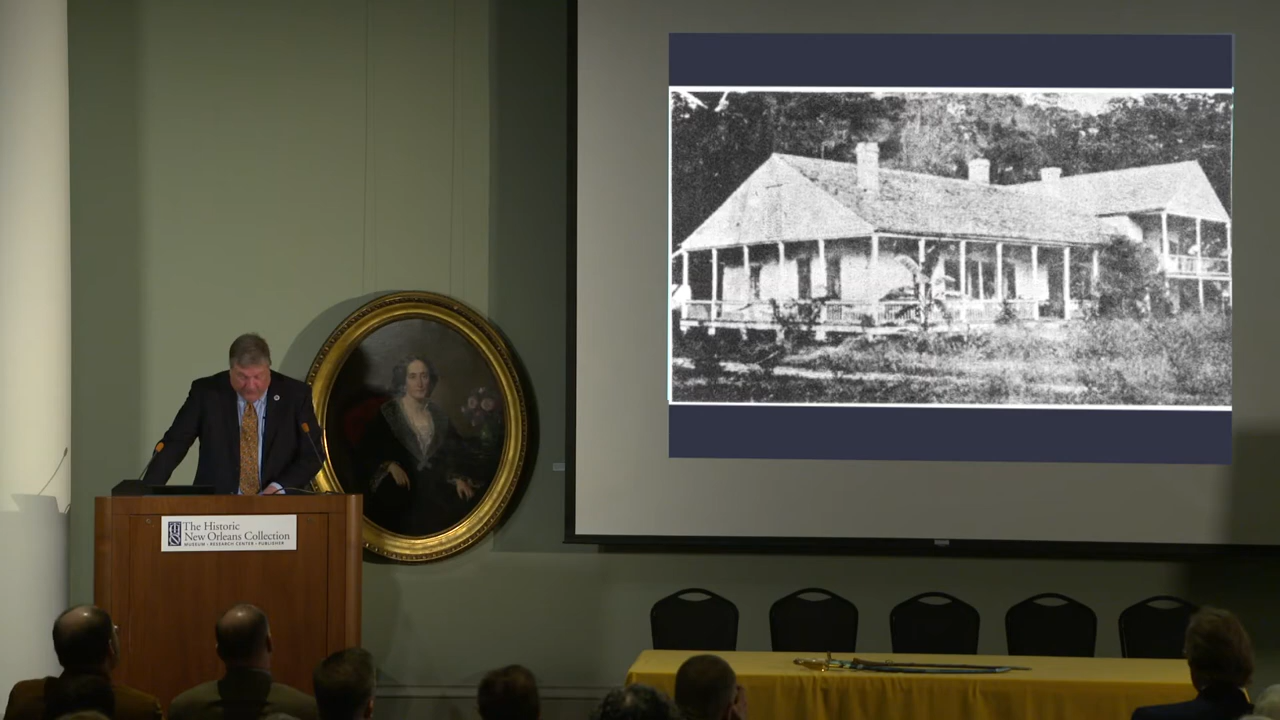 The Historic
New Orleans Collection
MUSEUM • RESEARCH CENTER • PUBLISHER